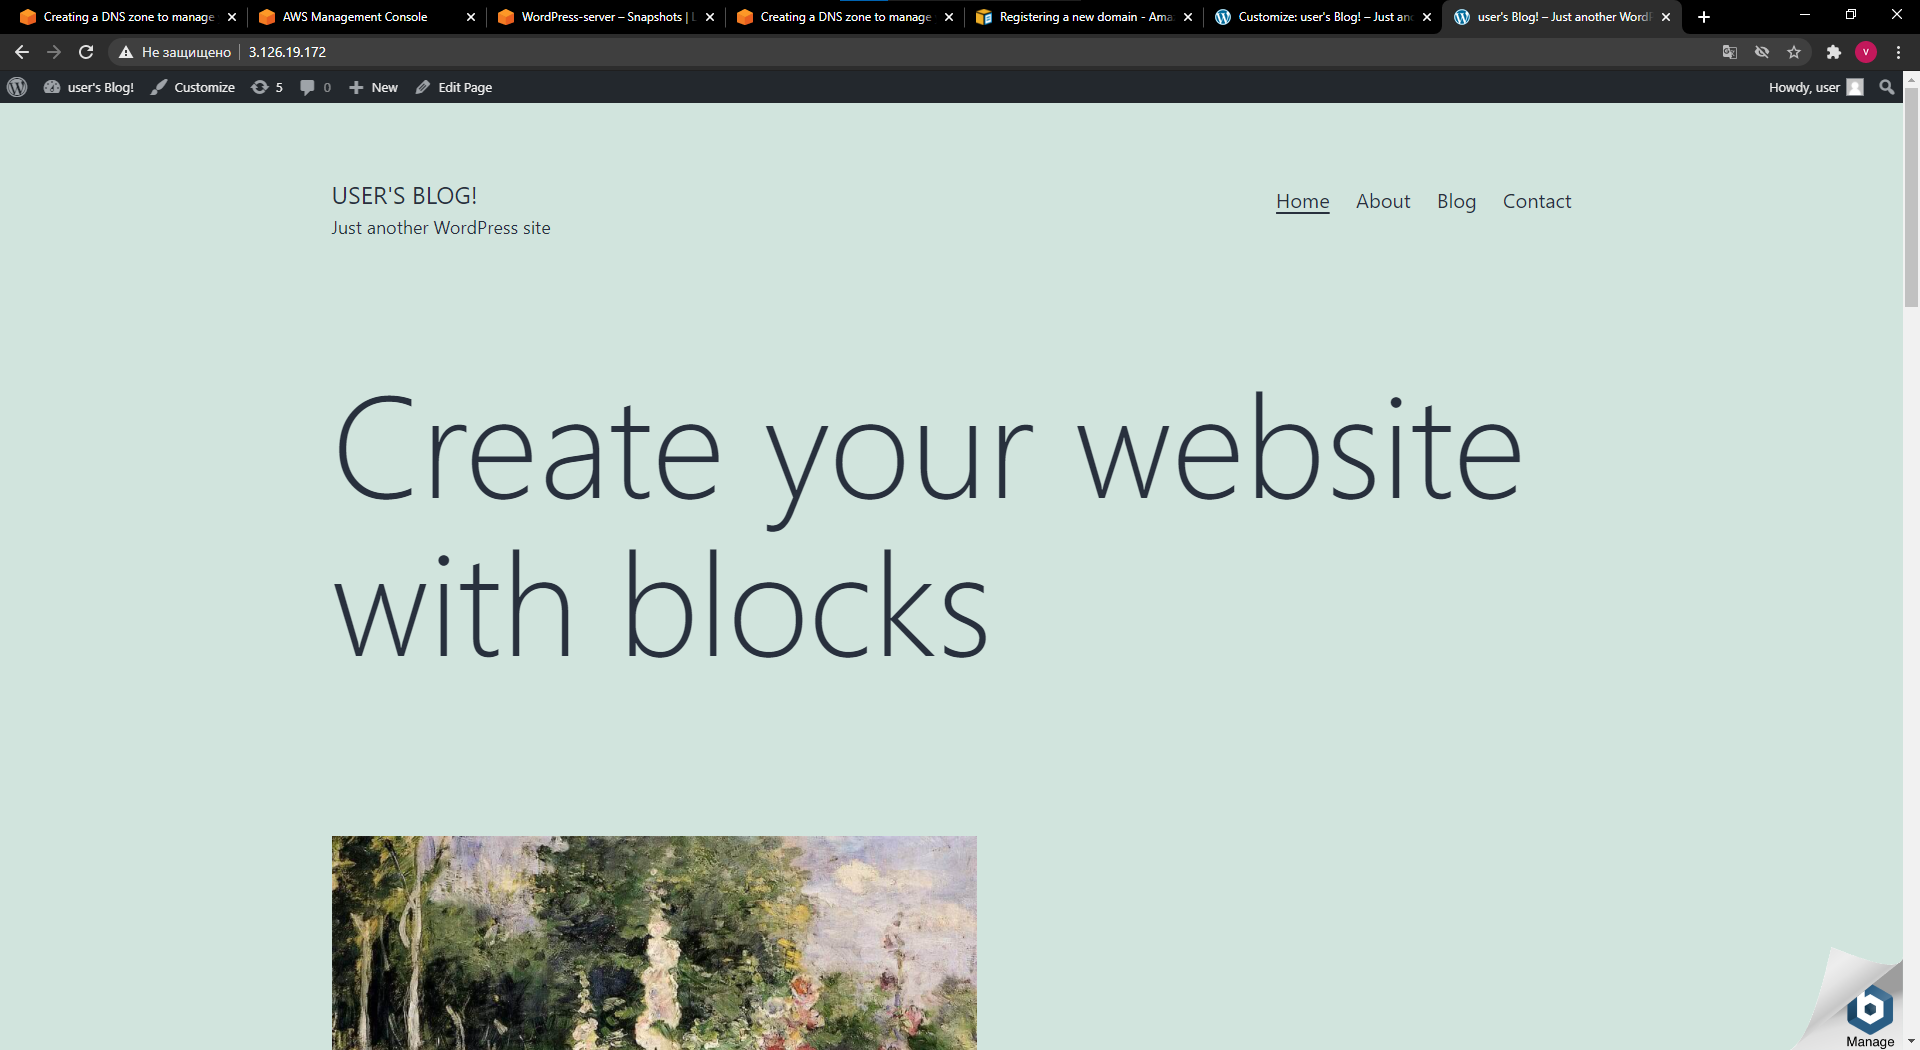 Creating a DNS zone to manage
AWS Management Console
WordPress-server – Snapshots | L
Creating a DNS zone to manage
Registering a new domain - Ama
Customize: user's Blog! – Just an
user's Blog! – Just another Word
Не защищено
3.126.19.172
V
user's Blog!
Customize
5
0
New
Edit Page
Howdy, user
USER'S BLOG!
Just another WordPress site
Home
About
Blog
Contact
Create your website
with blocks
b
Manage